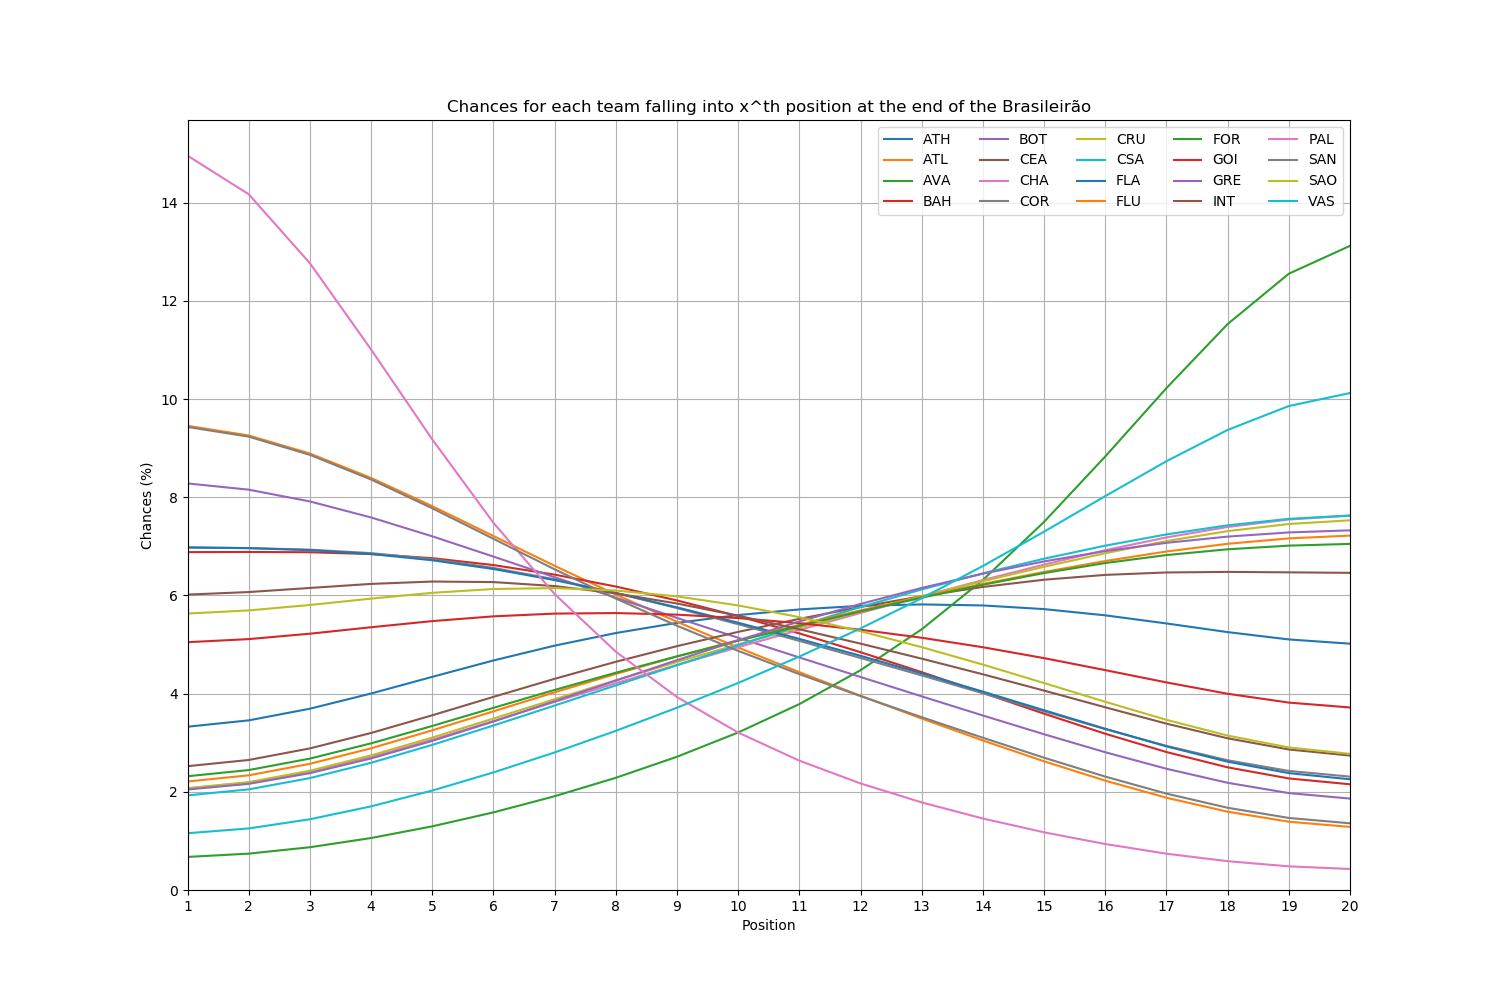 Chances for each team falling into x^th position at the end of the Brasileirão
ATH BOT CRU FOR PAL
ATL CEA CSA GOI SAN
AVA CHA FLA GRE SAO
BAH COR FLU INT VAS
Chances (%)
14
12
10
8
6
4
2
0
1 2 3 4 5 6 7 8 9 10 11 12 13 14 15 16 17 18 19 20
Position